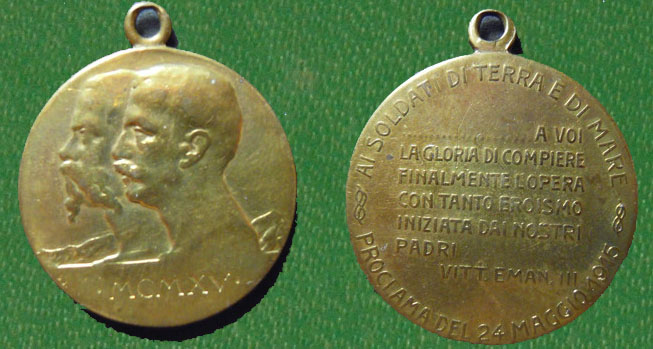 MCMXV
AI SOLDATI DI TERRA E DI MARE
.................... A VOI
LA GLORIA DI COMPIERE
FINALMENTE L'OPERA
CON TANTO EROISMO
INIZIATA DAI NOSTRI
PADRI
VITT. EMAN. III
PROCLAMA DEL 24 MAGGIO 1915